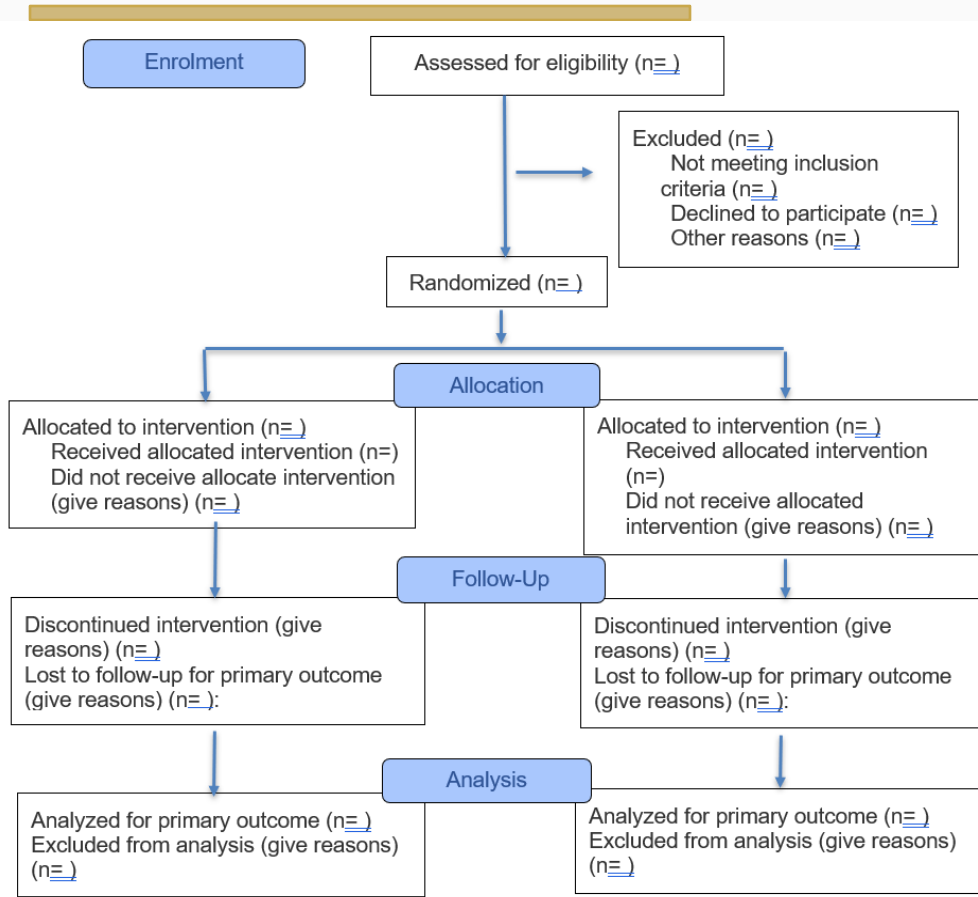 Enrolment
Assessed for eligibility (n= )
Excluded (n= )
Not meeting inclusion
criteria (n= )
Declined to participate (n= )
Other reasons (n= )
Randomized (n= )
Allocation
Allocated to intervention (n= )
Received allocated intervention (n=)
Did not receive allocate intervention
(give reasons) (n= )
Allocated to intervention (n= )
Received allocated intervention
(n=)
Did not receive allocated
intervention (give reasons) (n= )
Follow-Up
Discontinued intervention (give
reasons) (n= )
Lost to follow-up for primary outcome
(give reasons) (n= ):
Discontinued intervention (give
reasons) (n= )
Lost to follow-up for primary outcome
(give reasons) (n= ):
Analysis
Analyzed for primary outcome (n= )
Excluded from analysis (give reasons)
(n= )
Analyzed for primary outcome (n= )
Excluded from analysis (give reasons)
(n= )